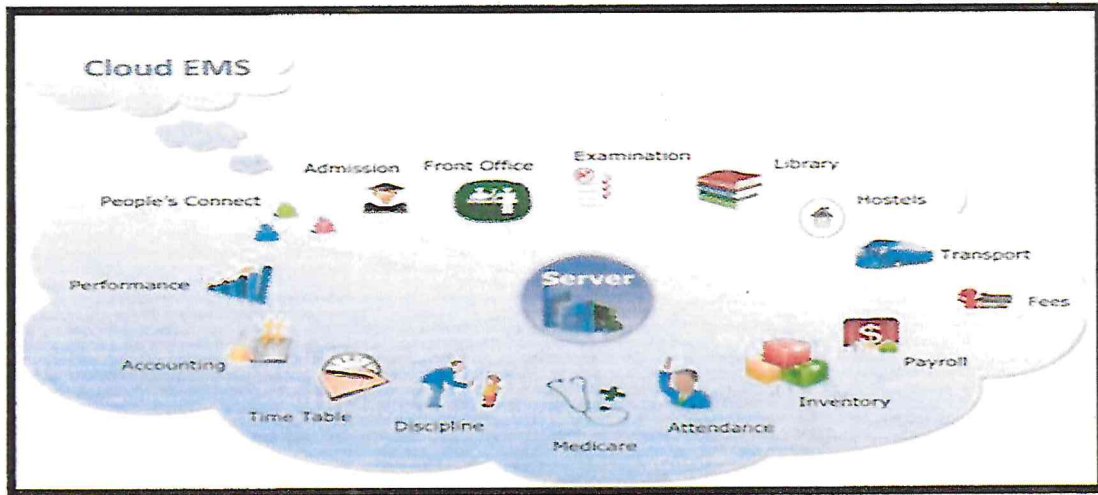 Cloud EMS
Examination
Admission
Front Office
Library
People's Connect
Hostels
Transport
Performance
Server
Fees
Accounting
Payroll
Time Table
Discipline
Medicare
Attendance
Inventory